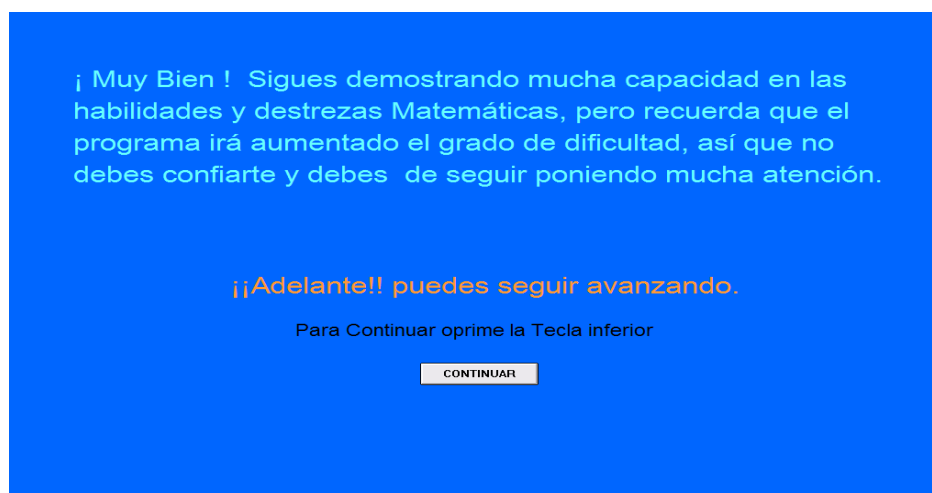 ¡ Muy Bien !  Sigues demostrando mucha capacidad en las
habilidades y destrezas Matemáticas, pero recuerda que el
programa irá aumentado el grado de dificultad, así que no
debes confiarte y debes  de seguir poniendo mucha atención.
¡¡Adelante!! puedes seguir avanzando.
Para Continuar oprime la Tecla inferior
CONTINUAR